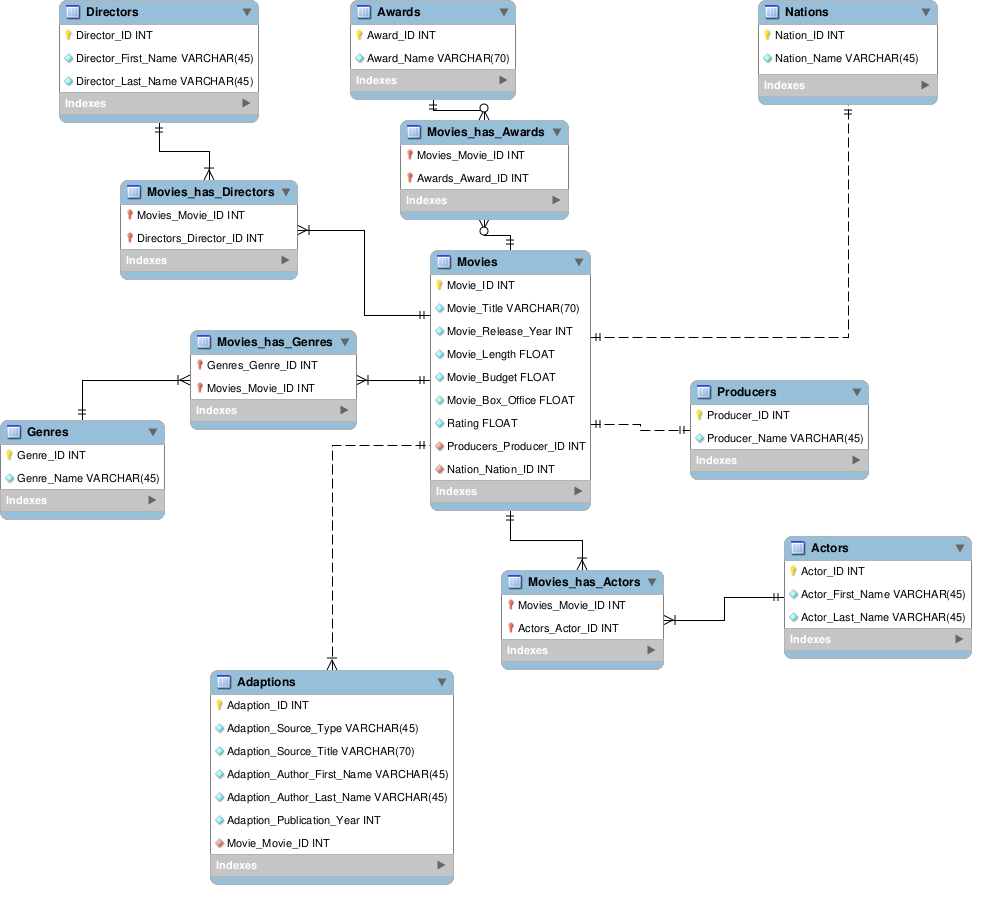 Directors
Director_ID INT
Director_First_Name VARCHAR(45)
Director_Last_Name VARCHAR(45)
Indexes
Awards
Award_ID INT
Award_Name VARCHAR(70)
Indexes
Nations
Nation_ID INT
Nation_Name VARCHAR(45)
Indexes
Movies_has_Awards
Movies_Movie_ID INT
Awards_Award_ID INT
Indexes
Movies_has_Directors
Movies_Movie_ID INT
Directors_Director_ID INT
Indexes
Movies
Movie_ID INT
Movie_Title VARCHAR(70)
Movie_Release_Year INT
Movie_Length FLOAT
Movie_Budget FLOAT
Movie_Box_Office FLOAT
Rating FLOAT
Producers_Producer_ID INT
Nation_Nation_ID INT
Indexes
Movies_has_Genres
Genres_Genre_ID INT
Movies_Movie_ID INT
Indexes
Producers
Producer_ID INT
Producer_Name VARCHAR(45)
Indexes
Genres
Genre_ID INT
Genre_Name VARCHAR(45)
Indexes
Actors
Actor_ID INT
Actor_First_Name VARCHAR(45)
Actor_Last_Name VARCHAR(45)
Indexes
Movies_has_Actors
Movies_Movie_ID INT
Actors_Actor_ID INT
Indexes
Adaptions
Adaption_ID INT
Adaption_Source_Type VARCHAR(45)
Adaption_Source_Title VARCHAR(70)
Adaption_Author_First_Name VARCHAR(45)
Adaption_Author_Last_Name VARCHAR(45)
Adaption_Publication_Year INT
Movie_Movie_ID INT
Indexes